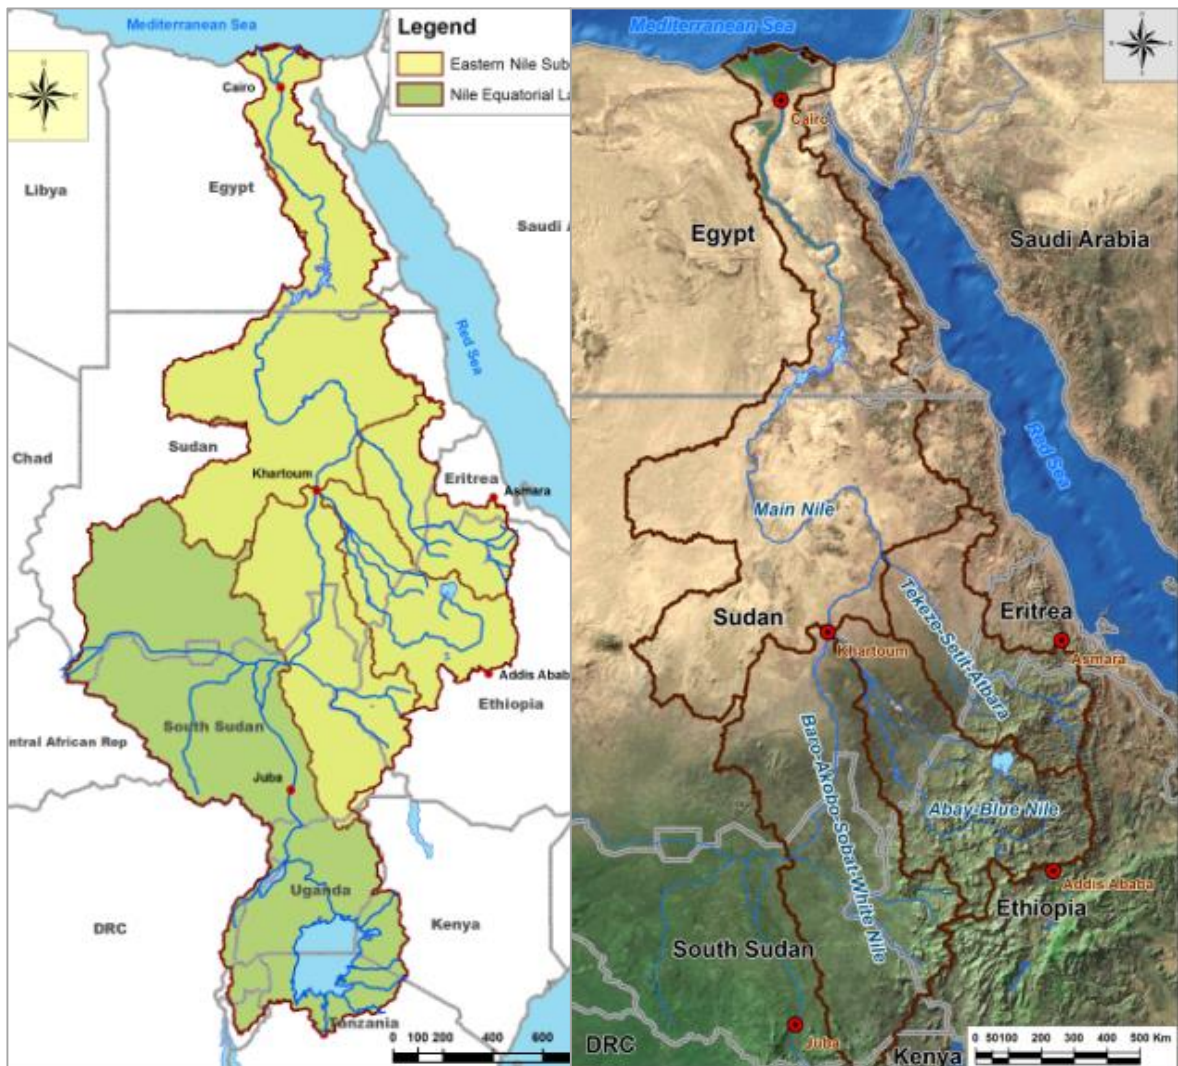 Mediterranean Sea
Legend
Eastern Nile Sub
Nile Equatorial La
Cairo
Libya
Egypt
Saudi A
Red Sea
Sudan
Chad
Khartoum
Eritrea
Asmara
Addis Abab
Ethiopia
South Sudan
ntral African Rep
Juba
Uganda
DRC
Kenya
Tanzania
0 100 200 400 600
Mediterranean Sea
Cairo
Egypt
Saudi Arabia
Red Sea
Main Nile
Sudan
Tekeze-Setit-Atbara
Eritrea
Khartoum
Asmara
Baro-Akobo-Sobat-White Nile
Abay-Blue Nile
Addis Ababa
Ethiopia
South Sudan
Juba
DRC
Kenya
0 50 100 200 300 400 500 Km